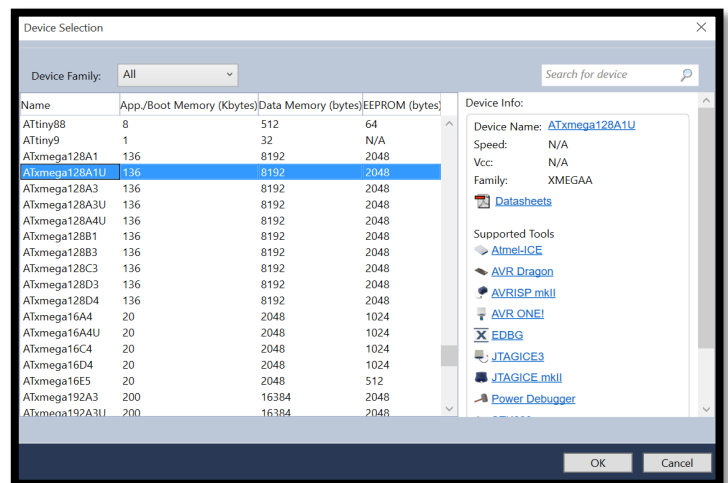 Device Selection
Device Family: All
Search for device
Name App./Boot Memory (Kbytes) Data Memory (bytes) EEPROM (bytes)
ATtiny88 8 512 64
ATtiny9 1 32 N/A
ATxmega128A1 136 8192 2048
ATxmega128A1U 136 8192 2048
ATxmega128A3 136 8192 2048
ATxmega128A3U 136 8192 2048
ATxmega128A4U 136 8192 2048
ATxmega128B1 136 8192 2048
ATxmega128B3 136 8192 2048
ATxmega128C3 136 8192 2048
ATxmega128D3 136 8192 2048
ATxmega128D4 136 8192 2048
ATxmega16A4 20 2048 1024
ATxmega16A4U 20 2048 1024
ATxmega16C4 20 2048 1024
ATxmega16D4 20 2048 1024
ATxmega16E5 20 2048 512
ATxmega192A3 200 16384 2048
ATxmega192A3U 200 16384 2048
Device Info:
Device Name: ATxmega128A1U
Speed: N/A
Vcc: N/A
Family: XMEGAA
Datasheets
Supported Tools
Atmel-ICE
AVR Dragon
AVRISP mkII
AVR ONE!
EDBG
JTAGICE3
JTAGICE mkII
Power Debugger
OK Cancel